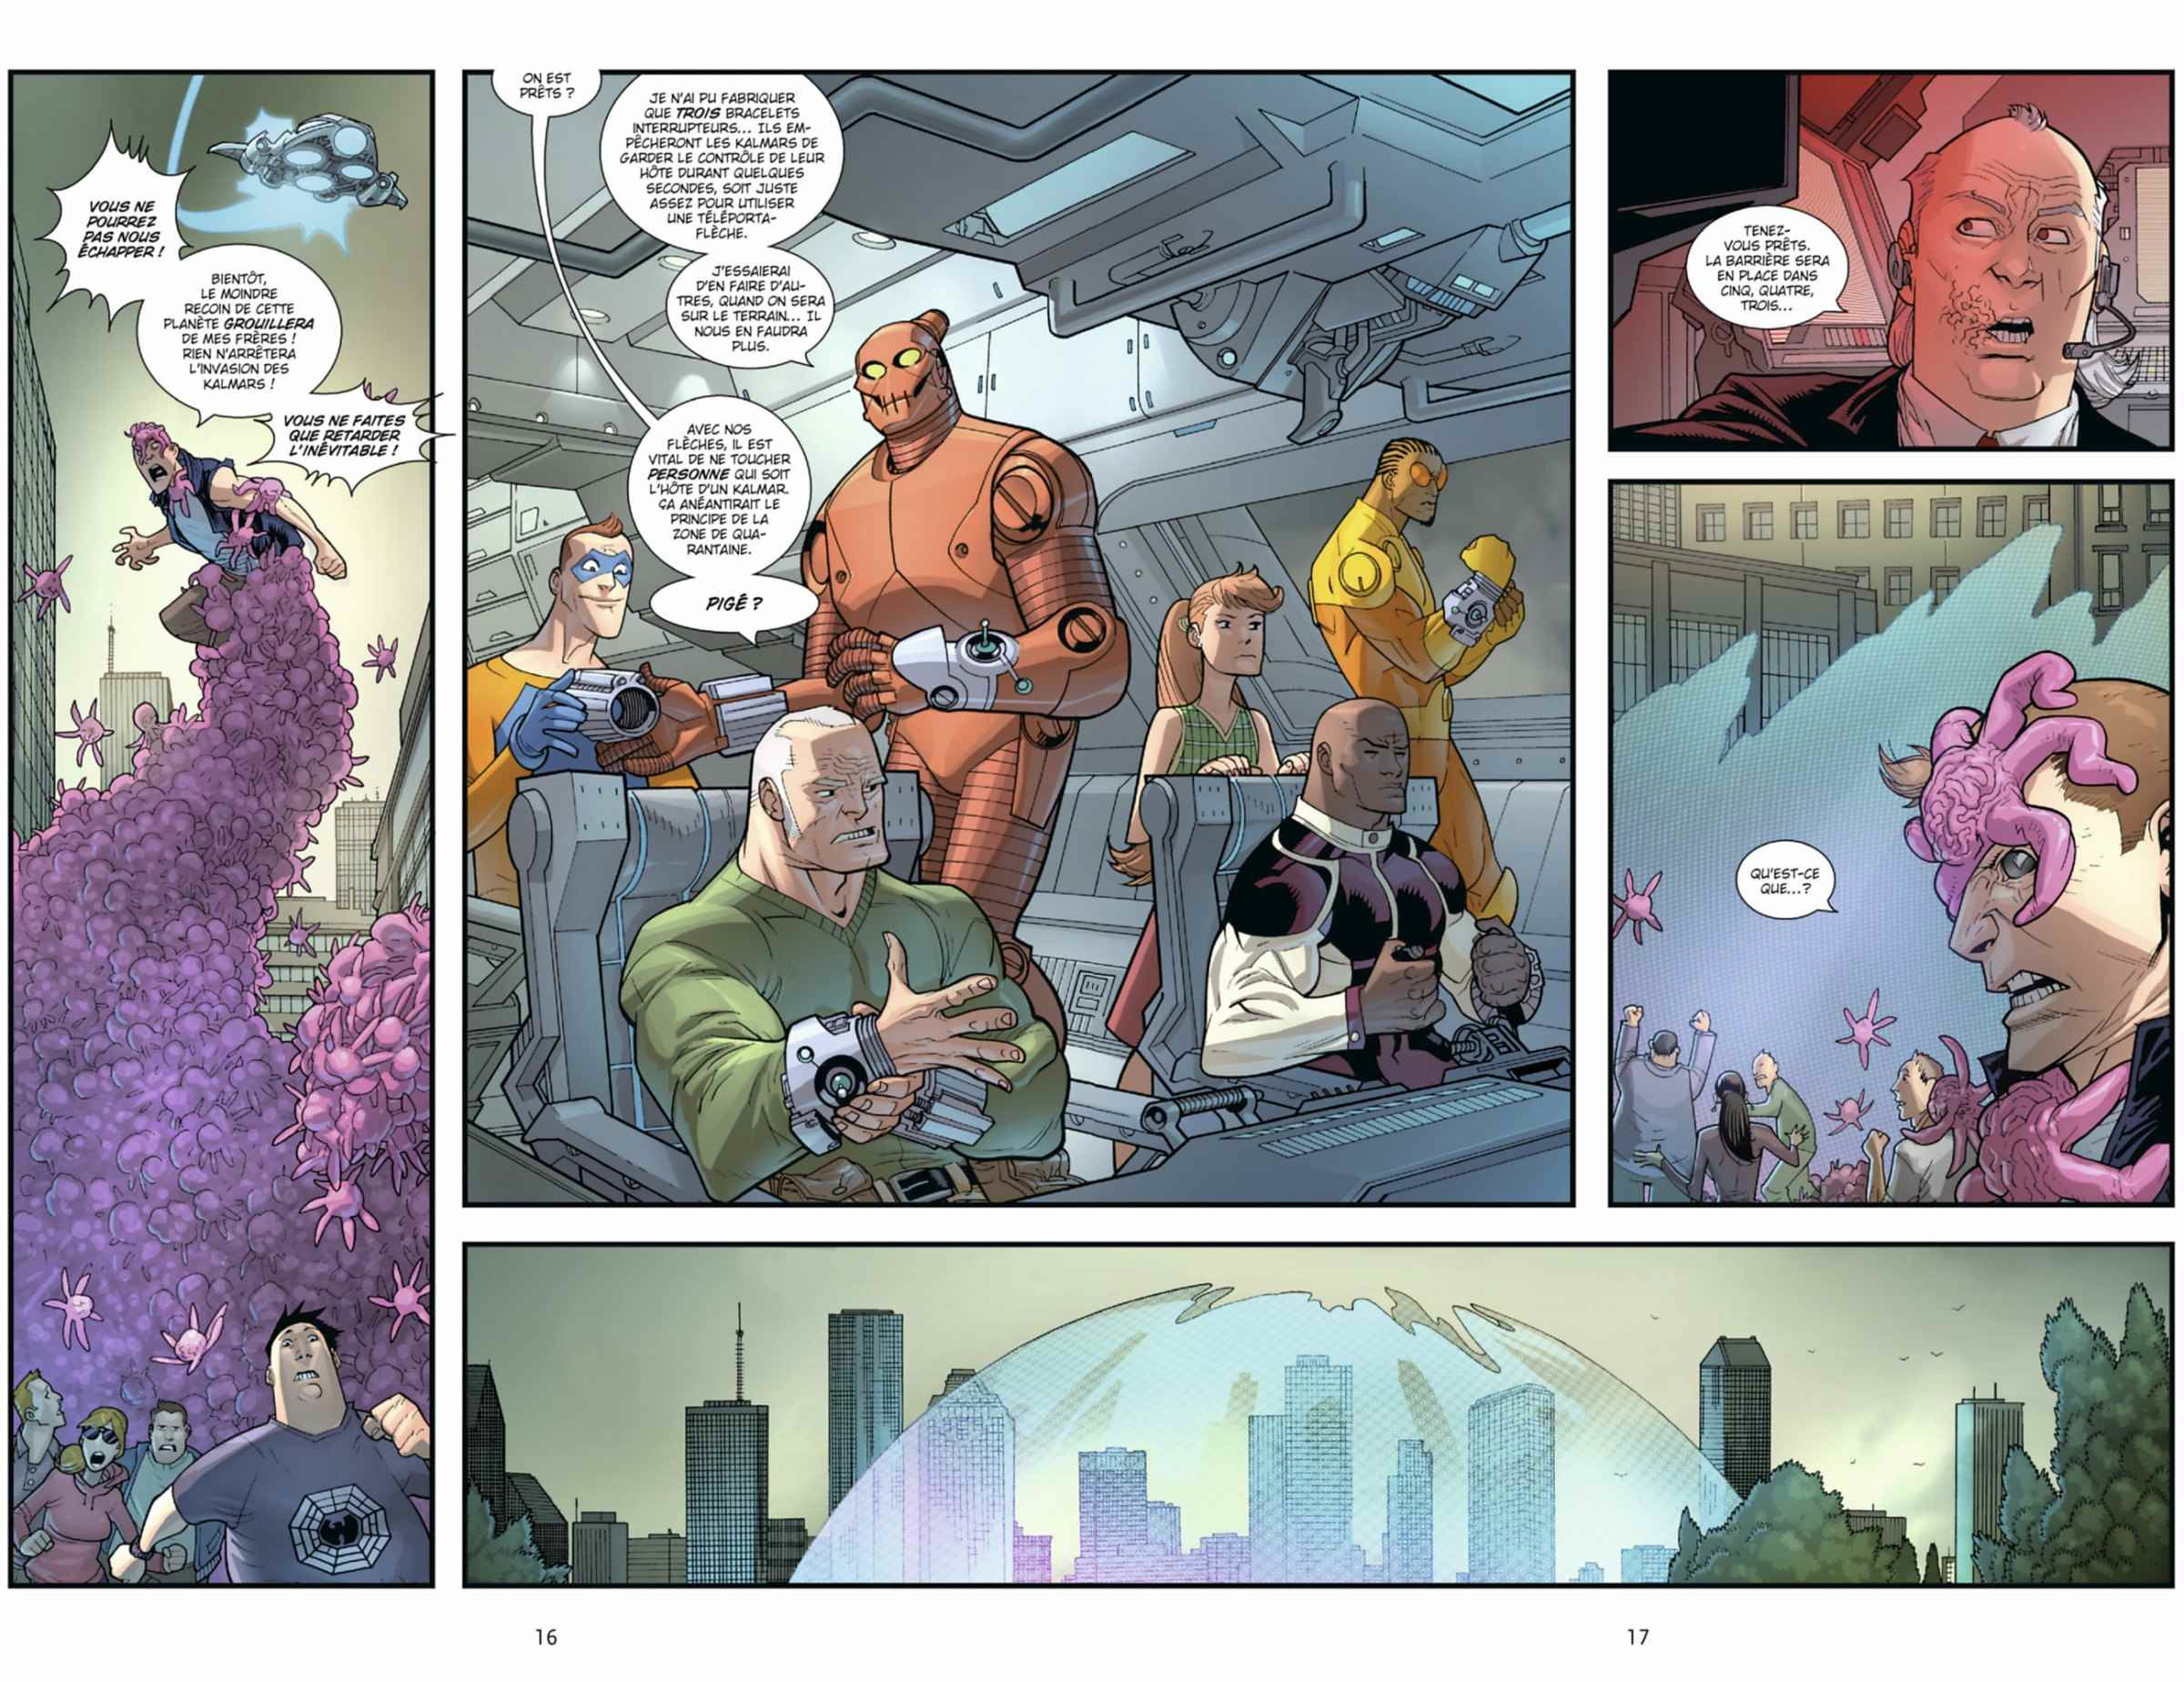 VOUS NE
POURREZ
PAS NOUS
ÉCHAPPER !
BIENTÔT,
LE MOINDRE
RECOIN DE CETTE
PLANÈTE GROUILLERA
DE MES FRÈRES !
RIEN N'ARRÊTERA
L'INVASION DES
KALMARS !
VOUS NE FAITES
QUE RETARDER
L'INÉVITABLE !
ON EST
PRÊTS ?
JE N'AI PU FABRIQUER
QUE TROIS BRACELETS
INTERRUPTEURS... ILS EM-
PÊCHERONT LES KALMARS DE
GARDER LE CONTRÔLE DE LEUR
HÔTE DURANT QUELQUES
SECONDES, SOIT JUSTE
ASSEZ POUR UTILISER
UNE TÉLÉPORTA-
FLÈCHE.
J'ESSAIERAI
D'EN FAIRE D'AU-
TRES, QUAND ON SERA
SUR LE TERRAIN... IL
NOUS EN FAUDRA
PLUS.
AVEC NOS
FLÈCHES, IL EST
VITAL DE NE TOUCHER
PERSONNE QUI SOIT
L'HÔTE D'UN KALMAR.
ÇA ANÉANTIRAIT LE
PRINCIPE DE LA
ZONE DE QUA-
RANTAINE.
PIGÉ ?
TENEZ-
VOUS PRÊTS.
LA BARRIÈRE SERA
EN PLACE DANS
CINQ, QUATRE,
TROIS...
QU'EST-CE
QUE...?
16
17